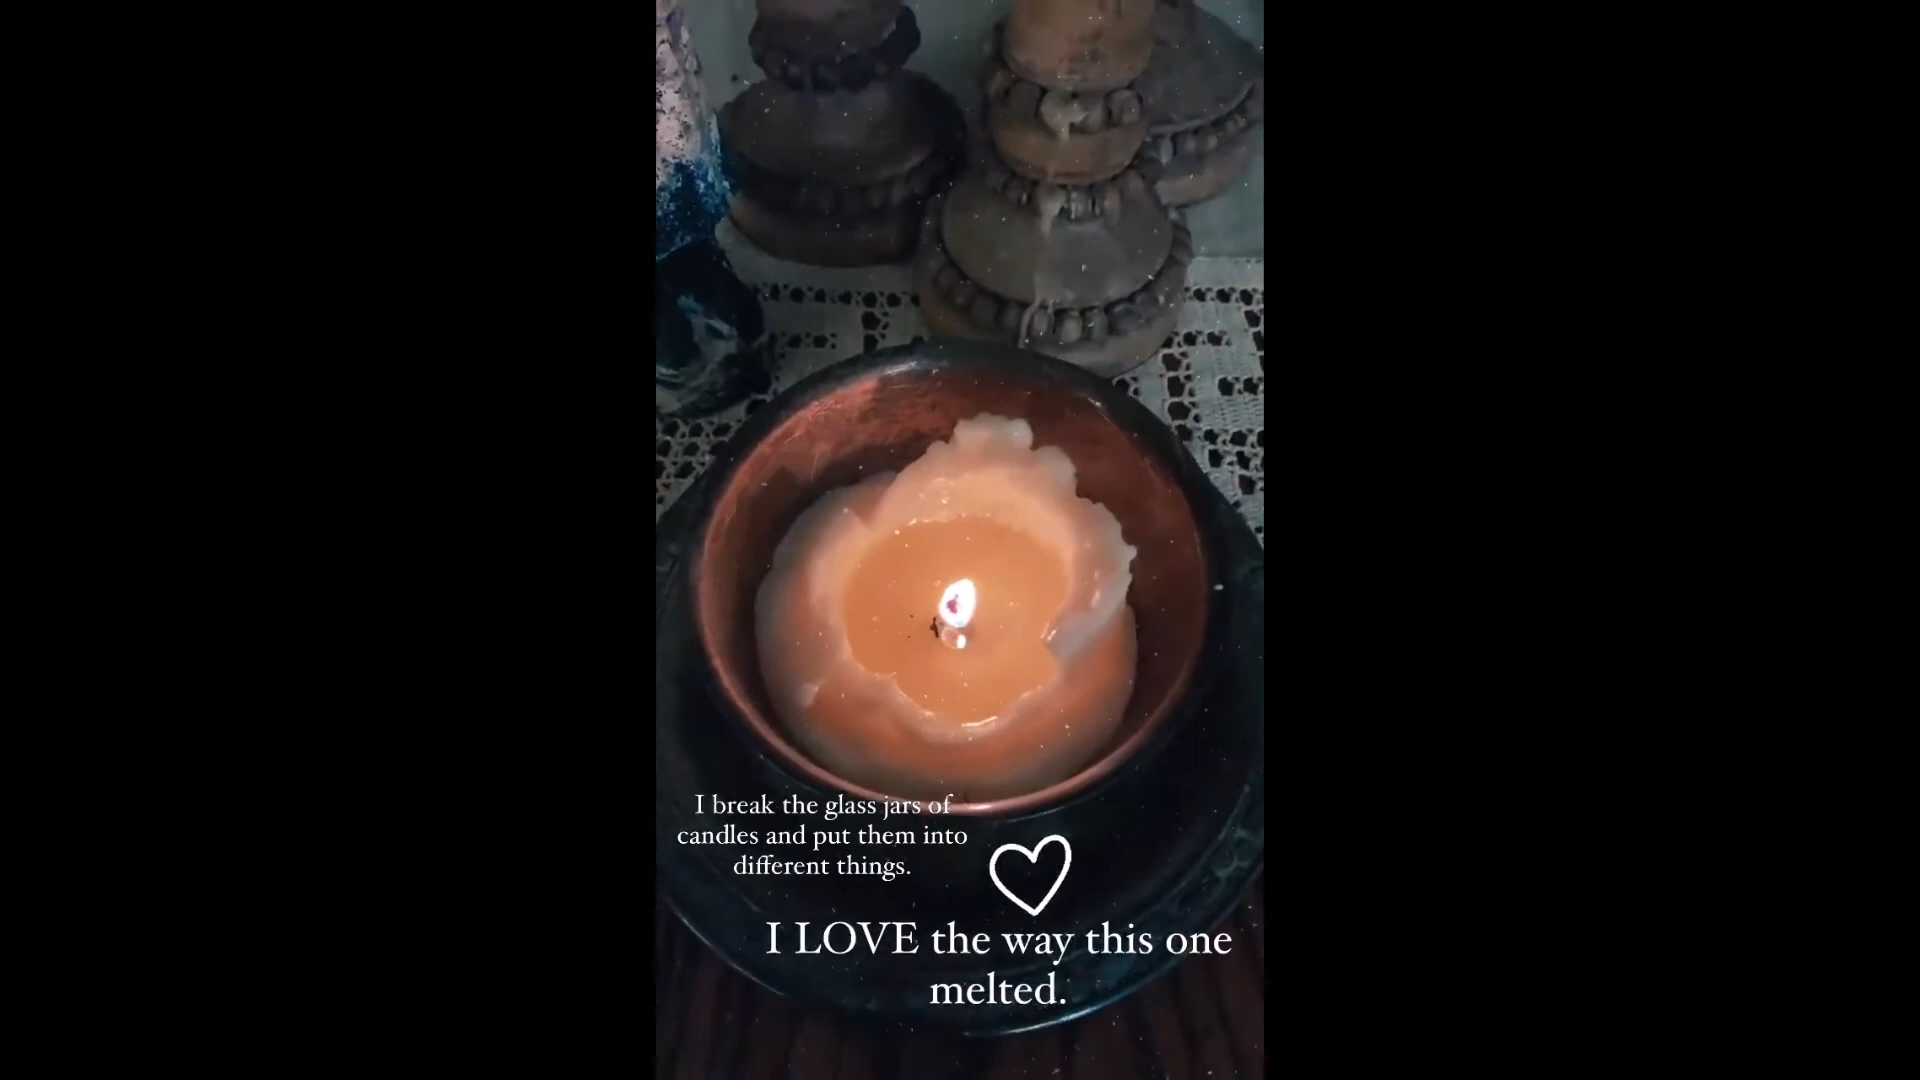 I break the glass jars of
candles and put them into
different things.
I LOVE the way this one
melted.